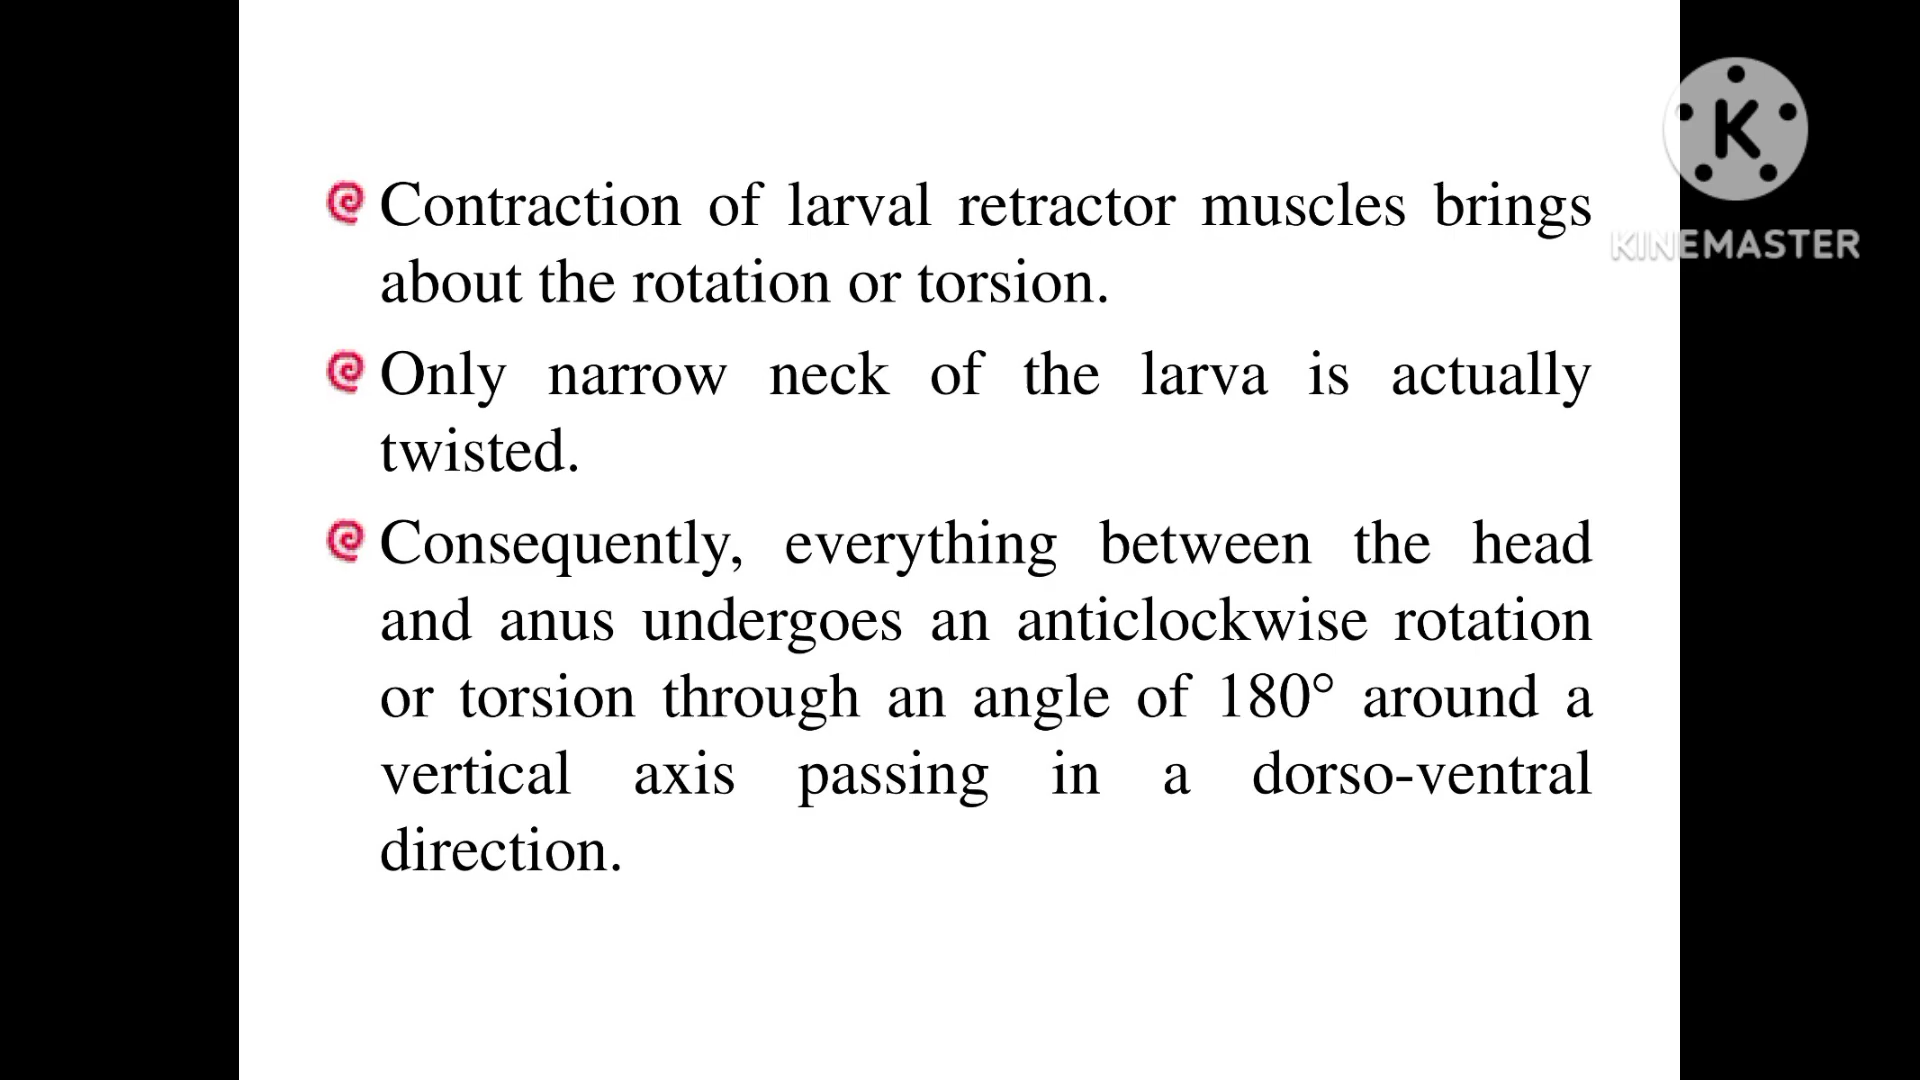 Contraction of larval retractor muscles brings
about the rotation or torsion.
Only narrow neck of the larva is actually
twisted.
Consequently, everything between the head
and anus undergoes an anticlockwise rotation
or torsion through an angle of 180° around a
vertical axis passing in a dorso-ventral
direction.
K
KINEMASTER